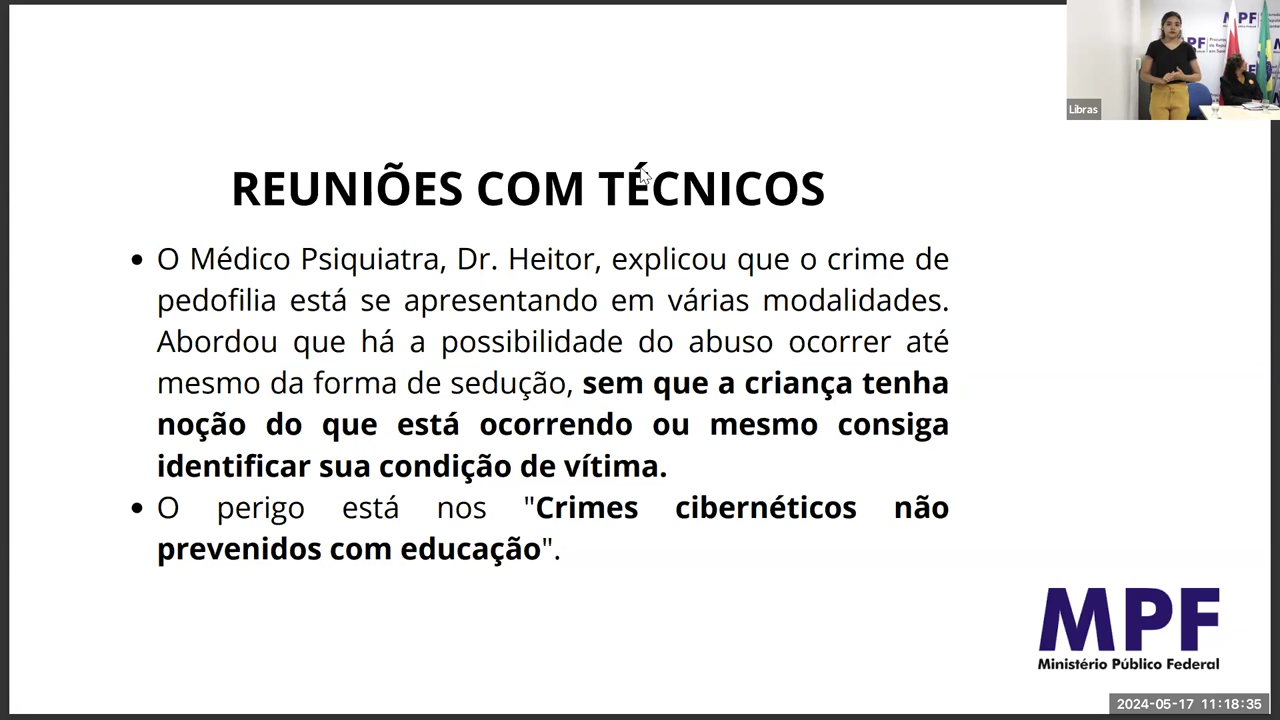 MPF
MPF
Libras
REUNIÕES COM TÉCNICOS
• O Médico Psiquiatra, Dr. Heitor, explicou que o crime de
pedofilia está se apresentando em várias modalidades.
Abordou que há a possibilidade do abuso ocorrer até
mesmo da forma de sedução, sem que a criança tenha
noção do que está ocorrendo ou mesmo consiga
identificar sua condição de vítima.
• O perigo está nos "Crimes cibernéticos não
prevenidos com educação".
MPF
Ministério Público Federal
2024-05-17 11:18:35